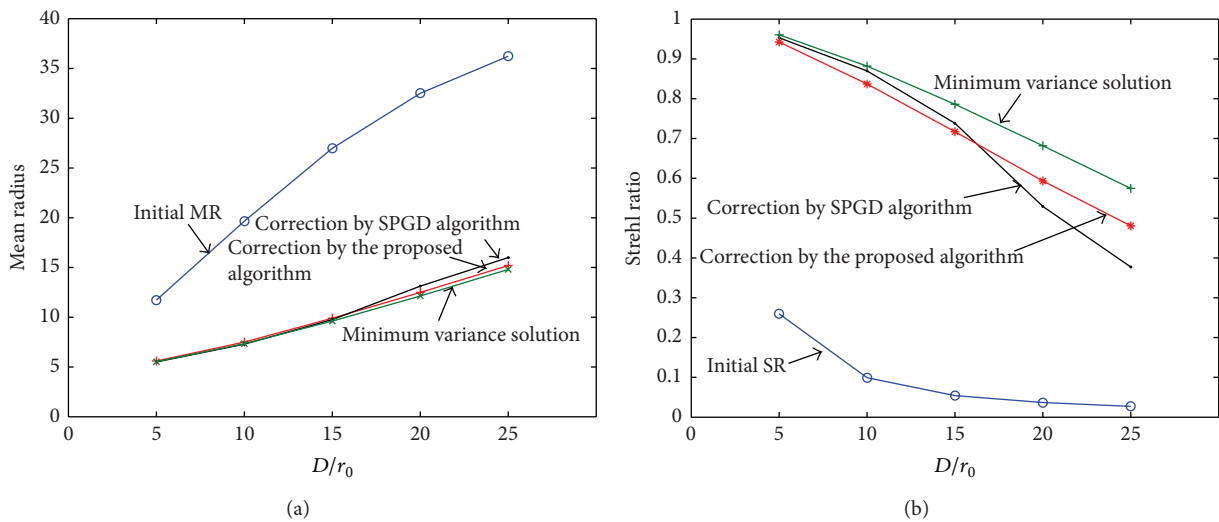 40
35
30
25
20
15
10
5
0
Mean radius
Initial MR
Correction by SPGD algorithm
Correction by the proposed
algorithm
Minimum variance solution
0
5
10
15
20
25
D/r0
(a)
1
0.9
0.8
0.7
0.6
0.5
0.4
0.3
0.2
0.1
0
Strehl ratio
Minimum variance solution
Correction by SPGD algorithm
Correction by the proposed algorithm
Initial SR
0
5
10
15
20
25
D/r0
(b)